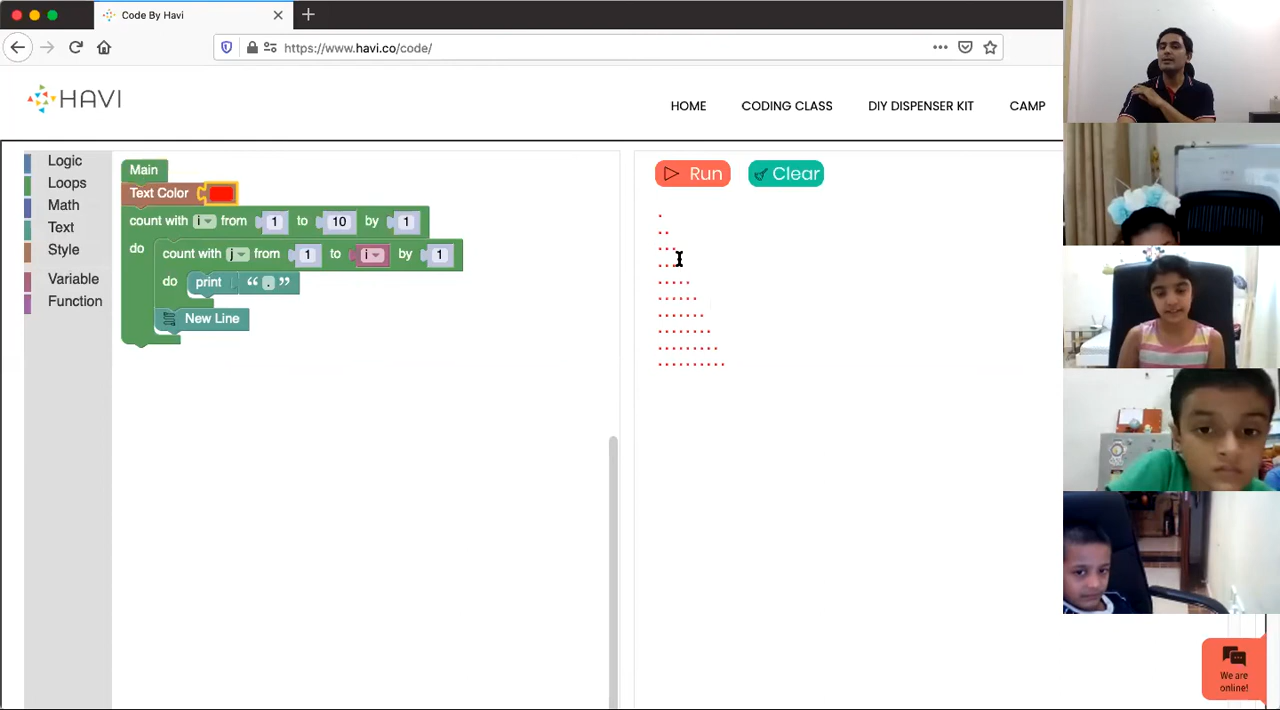 Code By Havi
https://www.havi.co/code/
HAVI
HOME CODING CLASS DIY DISPENSER KIT CAMP
Logic
Loops
Math
Text
Style
Variable
Function
Main
Text Color
count with i from 1 to 10 by 1
do count with j from 1 to i by 1
do print “ . ”
New Line
Run Clear
.
. .
. . .
. . .
. . . . .
. . . . . .
. . . . . . .
. . . . . . . .
. . . . . . . . .
. . . . . . . . . .
We are
online!